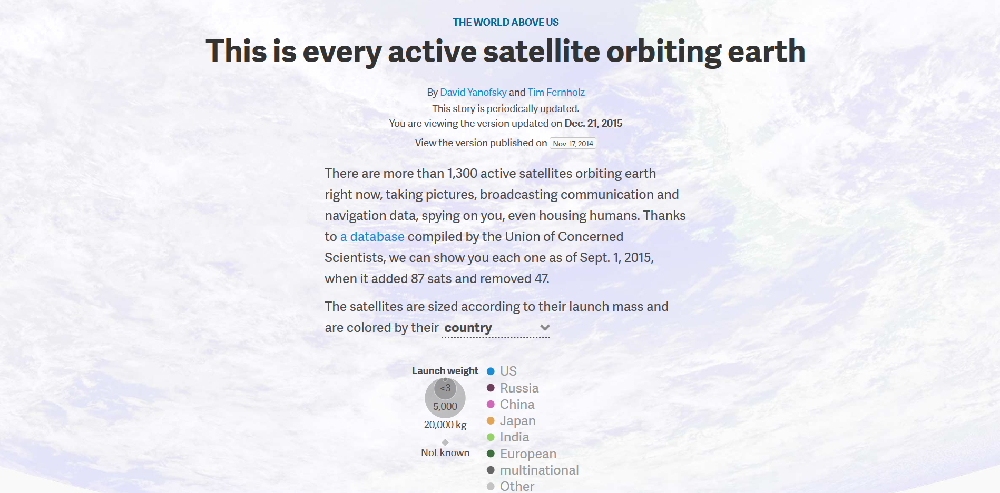 THE WORLD ABOVE US
This is every active satellite orbiting earth
By David Yanofsky and Tim Fernholz
This story is periodically updated.
You are viewing the version updated on Dec. 21, 2015
View the version published on Nov. 17, 2014
There are more than 1,300 active satellites orbiting earth
right now, taking pictures, broadcasting communication and
navigation data, spying on you, even housing humans. Thanks
to a database compiled by the Union of Concerned
Scientists, we can show you each one as of Sept. 1, 2015,
when it added 87 sats and removed 47.
The satellites are sized according to their launch mass and
are colored by their country
Launch weight
<3
5,000
20,000 kg
Not known
US
Russia
China
Japan
India
European
multinational
Other